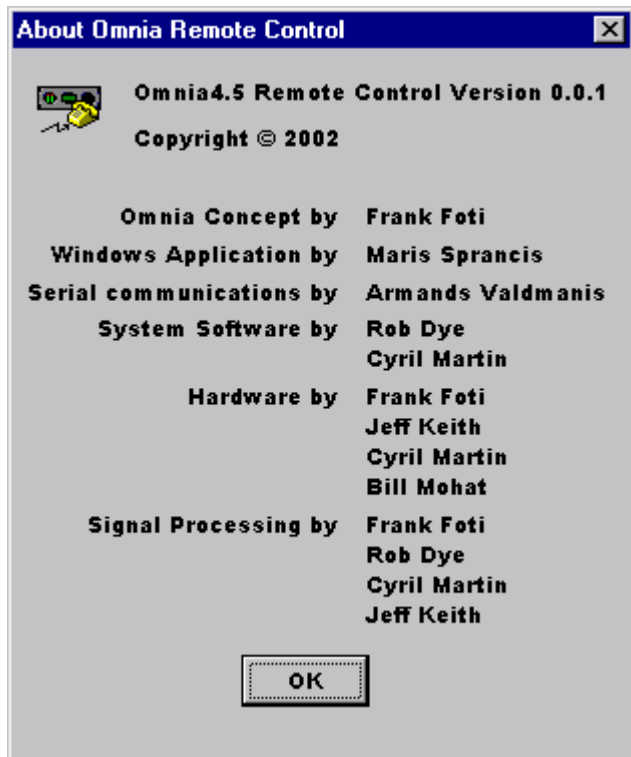 About Omnia Remote Control
Omnia4.5 Remote Control Version 0.0.1
Copyright © 2002
Omnia Concept by Frank Foti
Windows Application by Maris Sprancis
Serial communications by Armands Valdmanis
System Software by Rob Dye
Cyril Martin
Hardware by Frank Foti
Jeff Keith
Cyril Martin
Bill Mohat
Signal Processing by Frank Foti
Rob Dye
Cyril Martin
Jeff Keith
OK